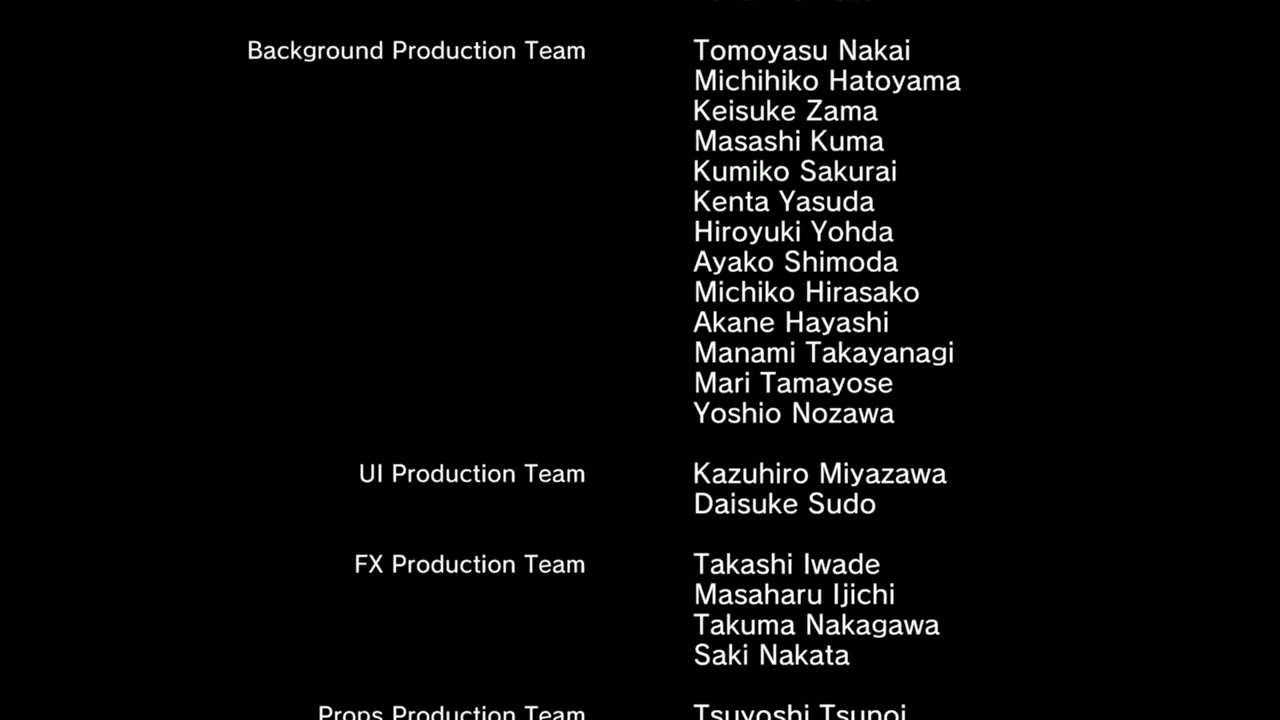 Background Production Team Tomoyasu Nakai
Michihiko Hatoyama
Keisuke Zama
Masashi Kuma
Kumiko Sakurai
Kenta Yasuda
Hiroyuki Yohda
Ayako Shimoda
Michiko Hirasako
Akane Hayashi
Manami Takayanagi
Mari Tamayose
Yoshio Nozawa
UI Production Team Kazuhiro Miyazawa
Daisuke Sudo
FX Production Team Takashi Iwade
Masaharu Ijichi
Takuma Nakagawa
Saki Nakata
Props Production Team Tsuyoshi Tsunoi